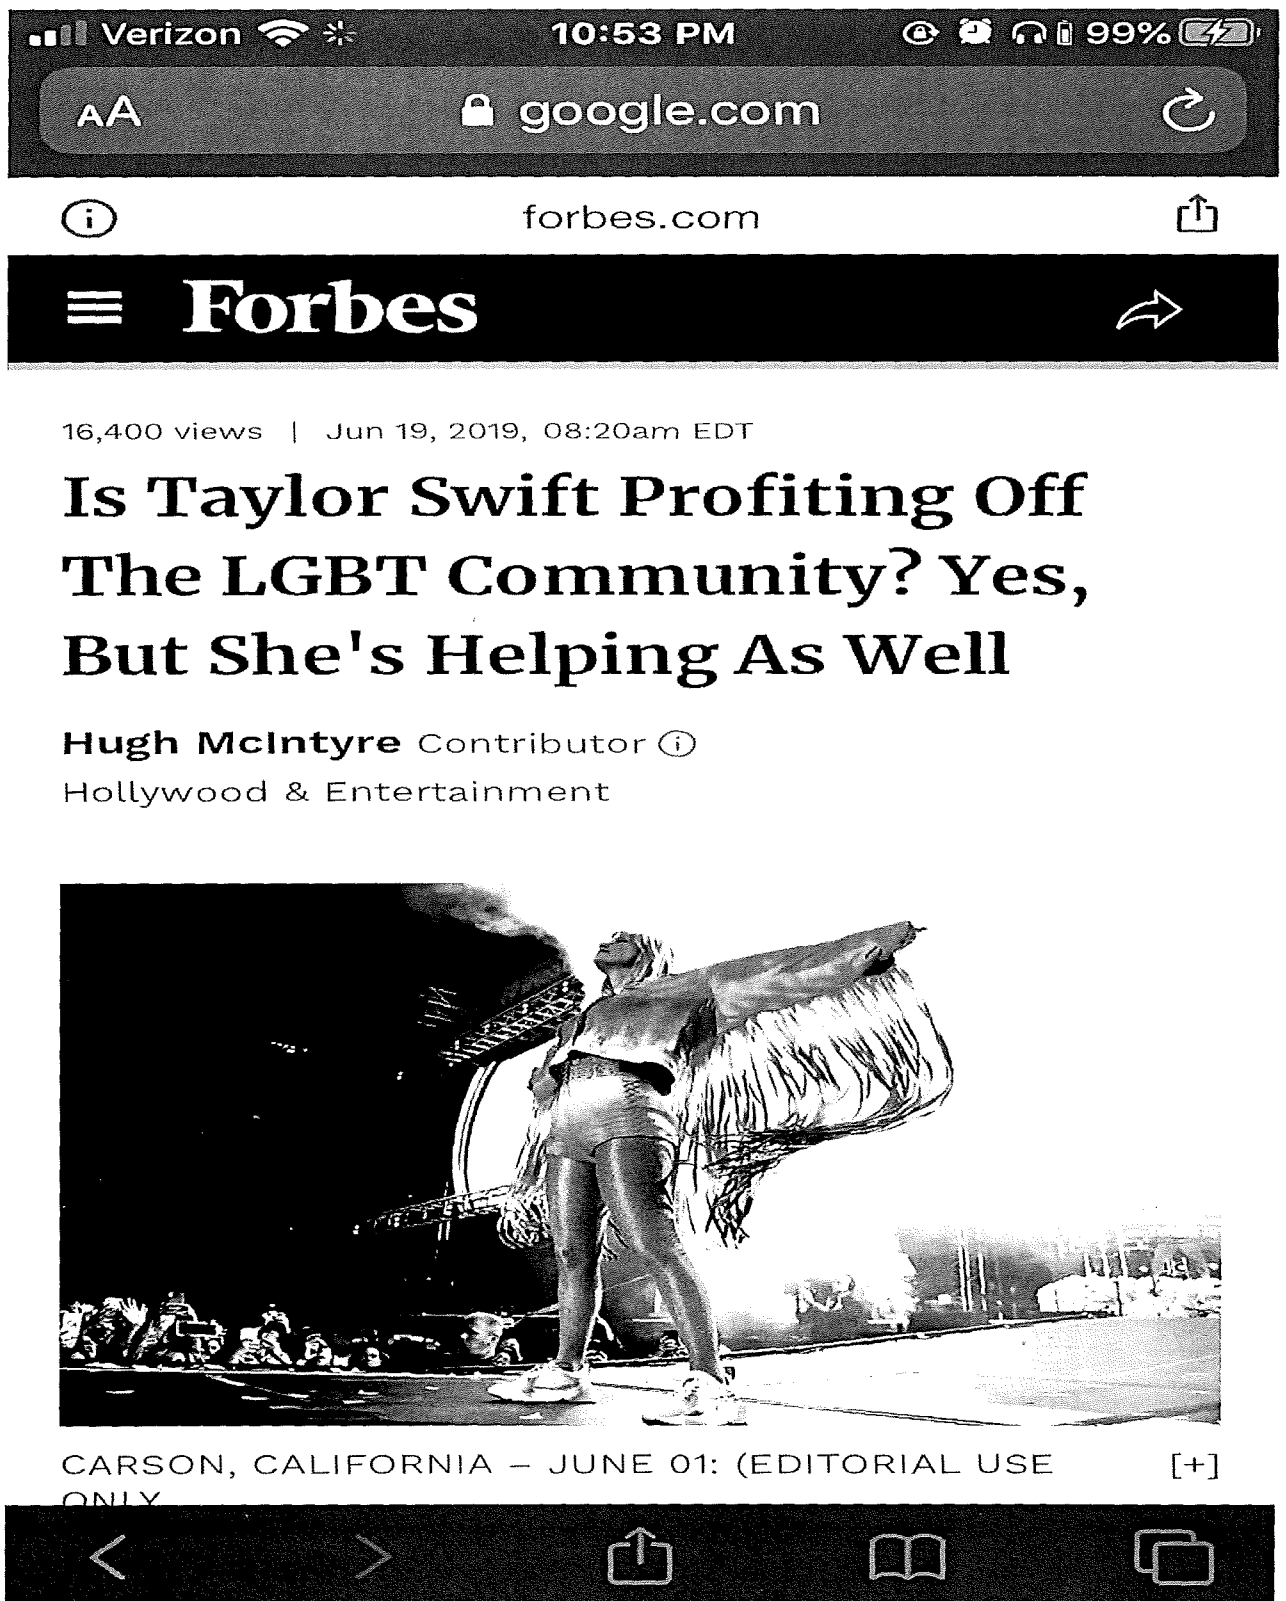 Verizon 10:53 PM 99%
AA google.com
forbes.com
Forbes
16,400 views | Jun 19, 2019, 08:20am EDT
Is Taylor Swift Profiting Off
The LGBT Community? Yes,
But She's Helping As Well
Hugh McIntyre Contributor
Hollywood & Entertainment
CARSON, CALIFORNIA – JUNE 01: (EDITORIAL USE [+]
ONLY